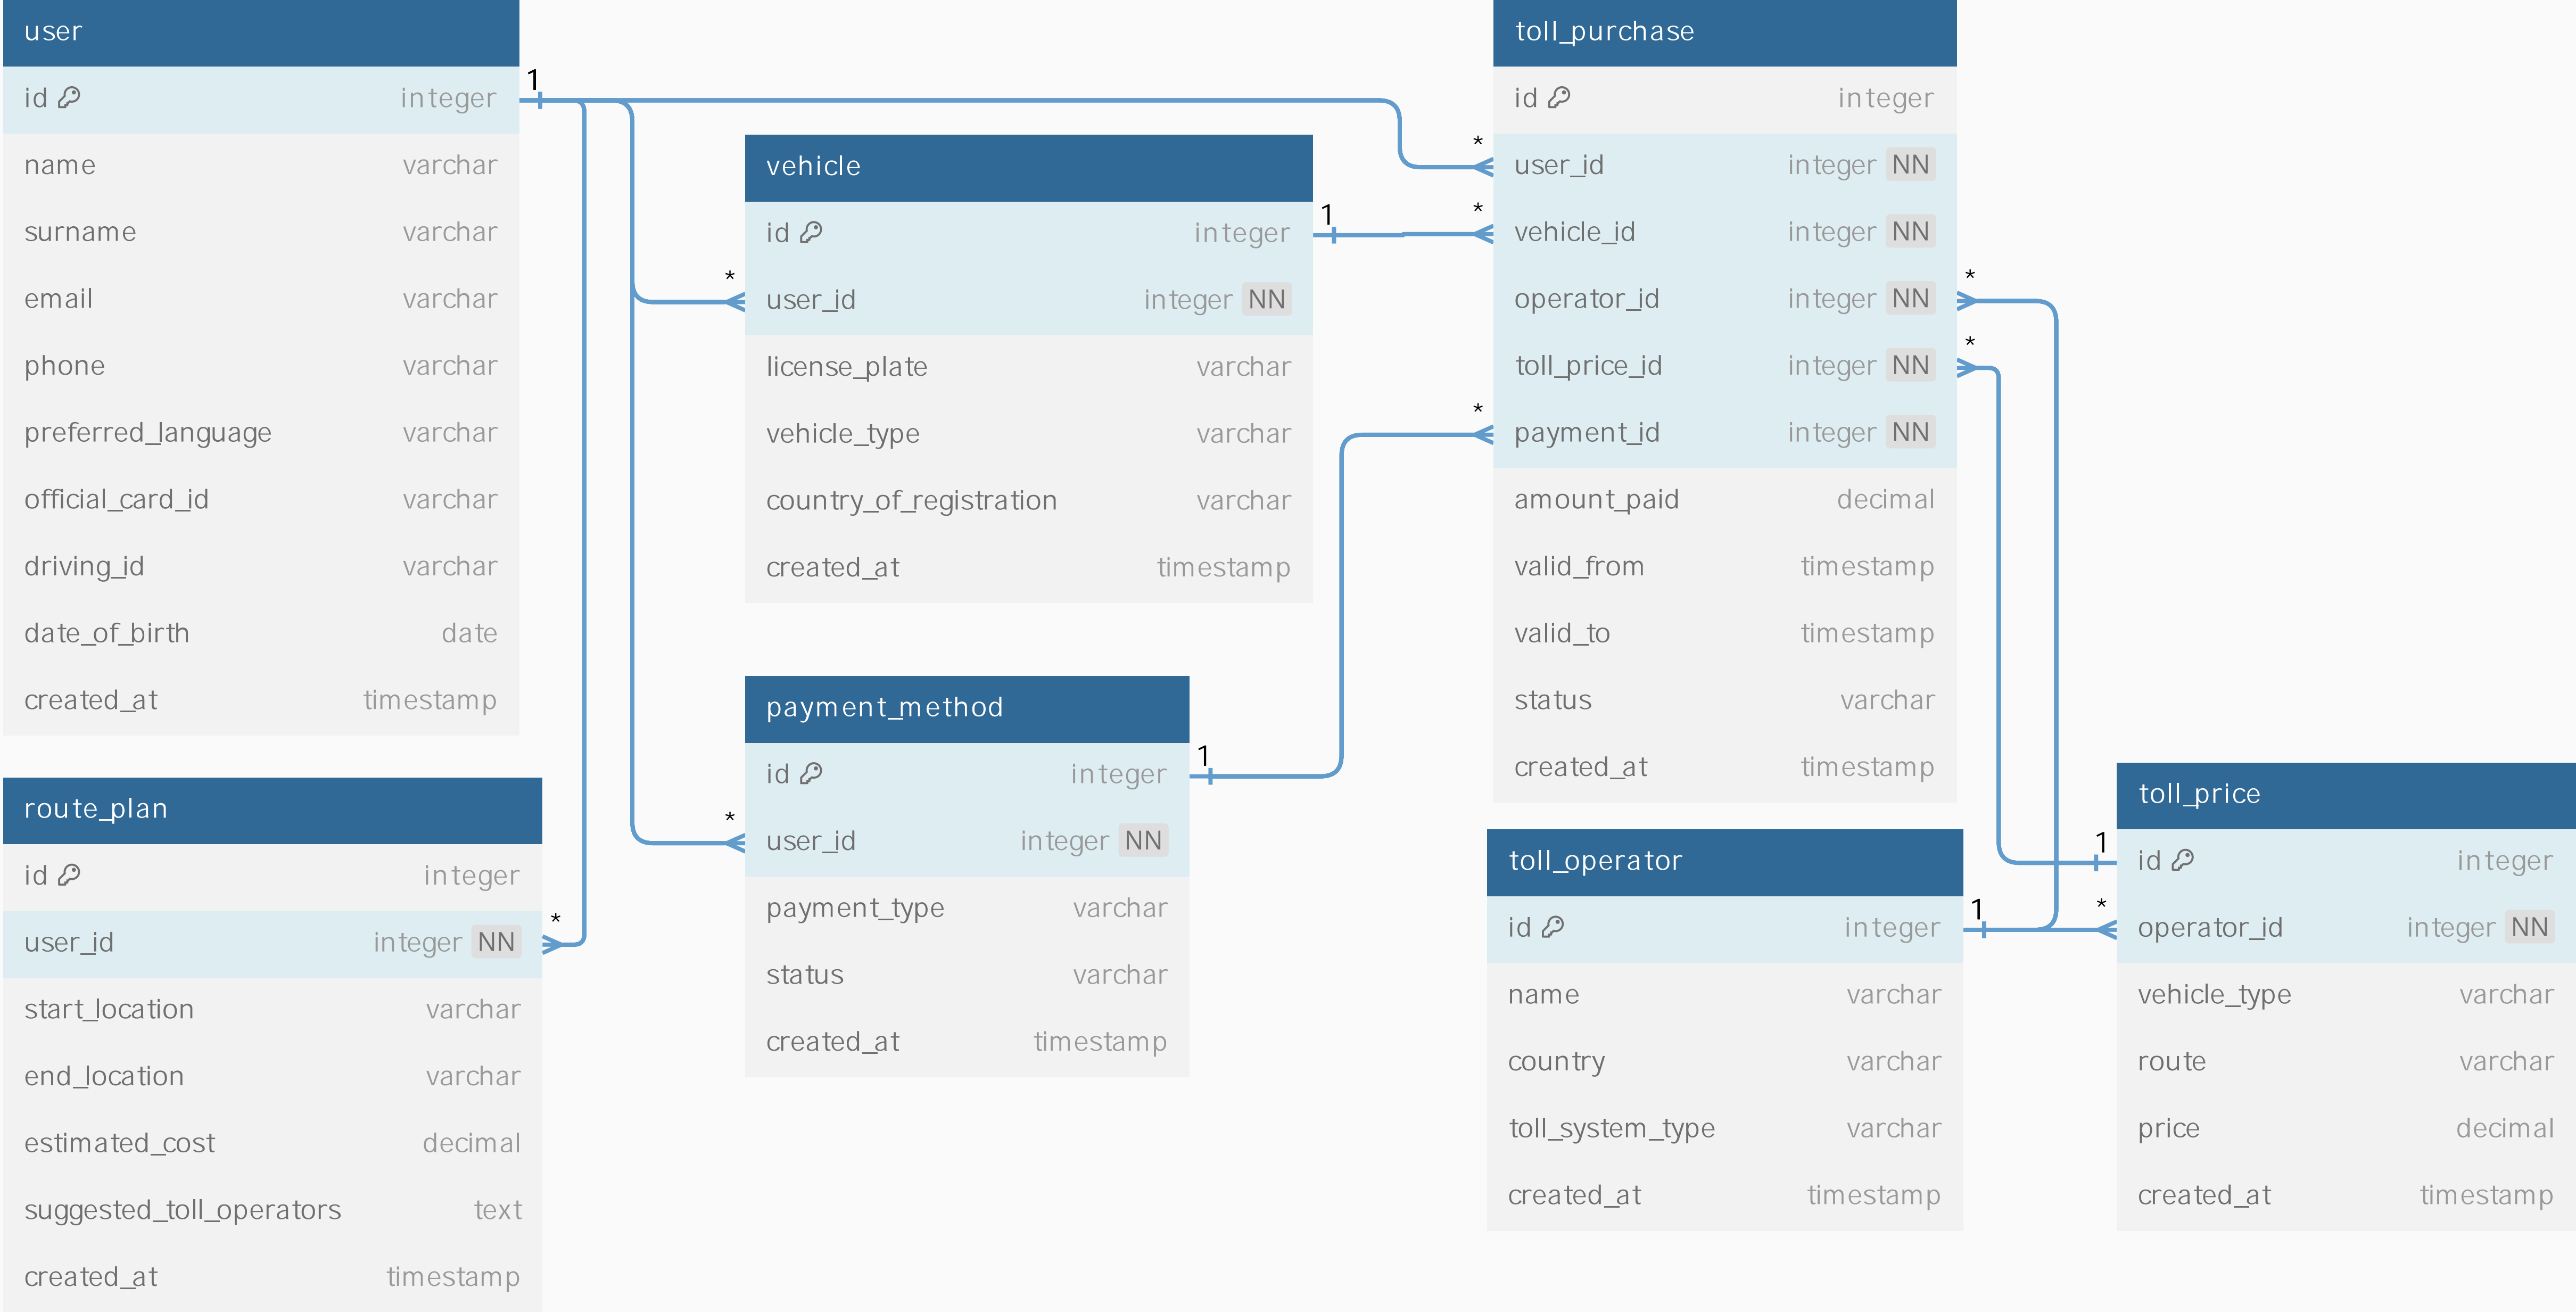 user
id integer
name varchar
surname varchar
email varchar
phone varchar
preferred_language varchar
official_card_id varchar
driving_id varchar
date_of_birth date
created_at timestamp
1
route_plan
id integer
user_id integer NN
start_location varchar
end_location varchar
estimated_cost decimal
suggested_toll_operators text
created_at timestamp
*
vehicle
id integer
user_id integer NN
license_plate varchar
vehicle_type varchar
country_of_registration varchar
created_at timestamp
*
1
payment_method
id integer
user_id integer NN
payment_type varchar
status varchar
created_at timestamp
*
1
toll_purchase
id integer
user_id integer NN
vehicle_id integer NN
operator_id integer NN
toll_price_id integer NN
payment_id integer NN
amount_paid decimal
valid_from timestamp
valid_to timestamp
status varchar
created_at timestamp
*
*
*
*
*
toll_operator
id integer
name varchar
country varchar
toll_system_type varchar
created_at timestamp
1
toll_price
id integer
operator_id integer NN
vehicle_type varchar
route varchar
price decimal
created_at timestamp
1
*